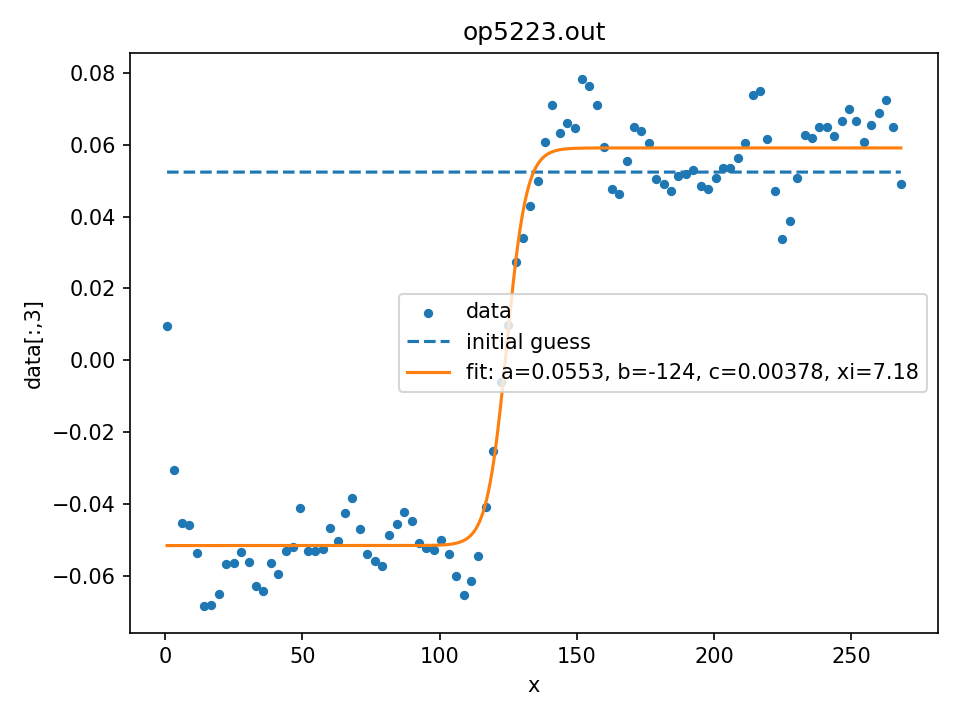 op5223.out
0.08
0.06
0.04
0.02
0.00
−0.02
−0.04
−0.06
data[:,3]
data
initial guess
fit: a=0.0553, b=-124, c=0.00378, xi=7.18
0 50 100 150 200 250
x